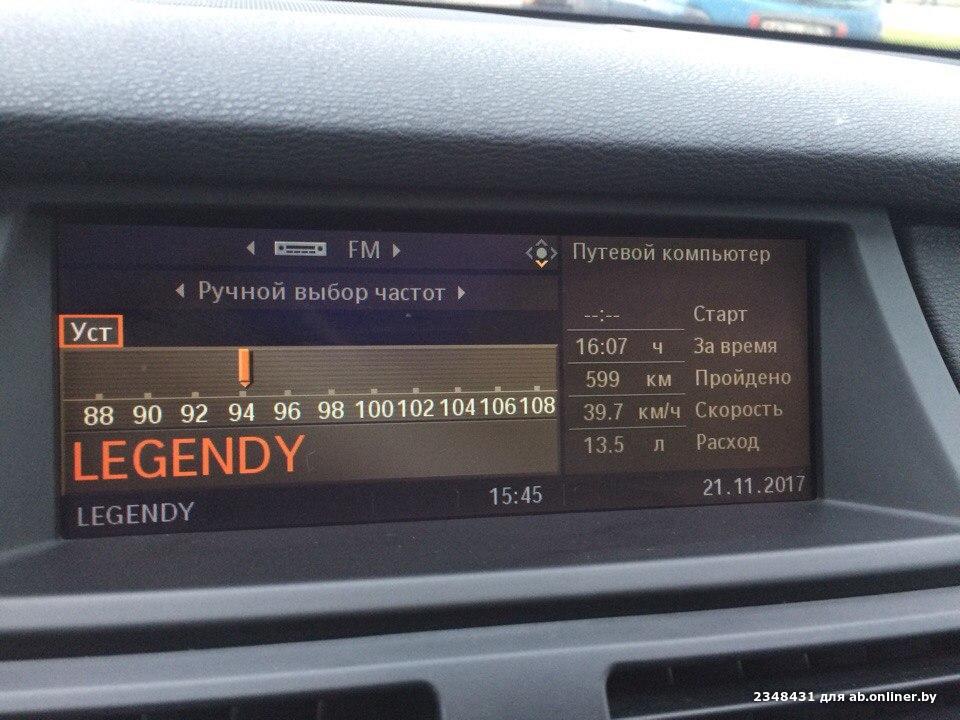 FM
Ручной выбор частот
Уст
88 90 92 94 96 98 100 102 104 106 108
LEGENDY
LEGENDY
15:45
Путевой компьютер
--:-- Старт
16:07 ч За время
599 км Пройдено
39.7 км/ч Скорость
13.5 л Расход
21.11.2017
2348431 для ab.onliner.by